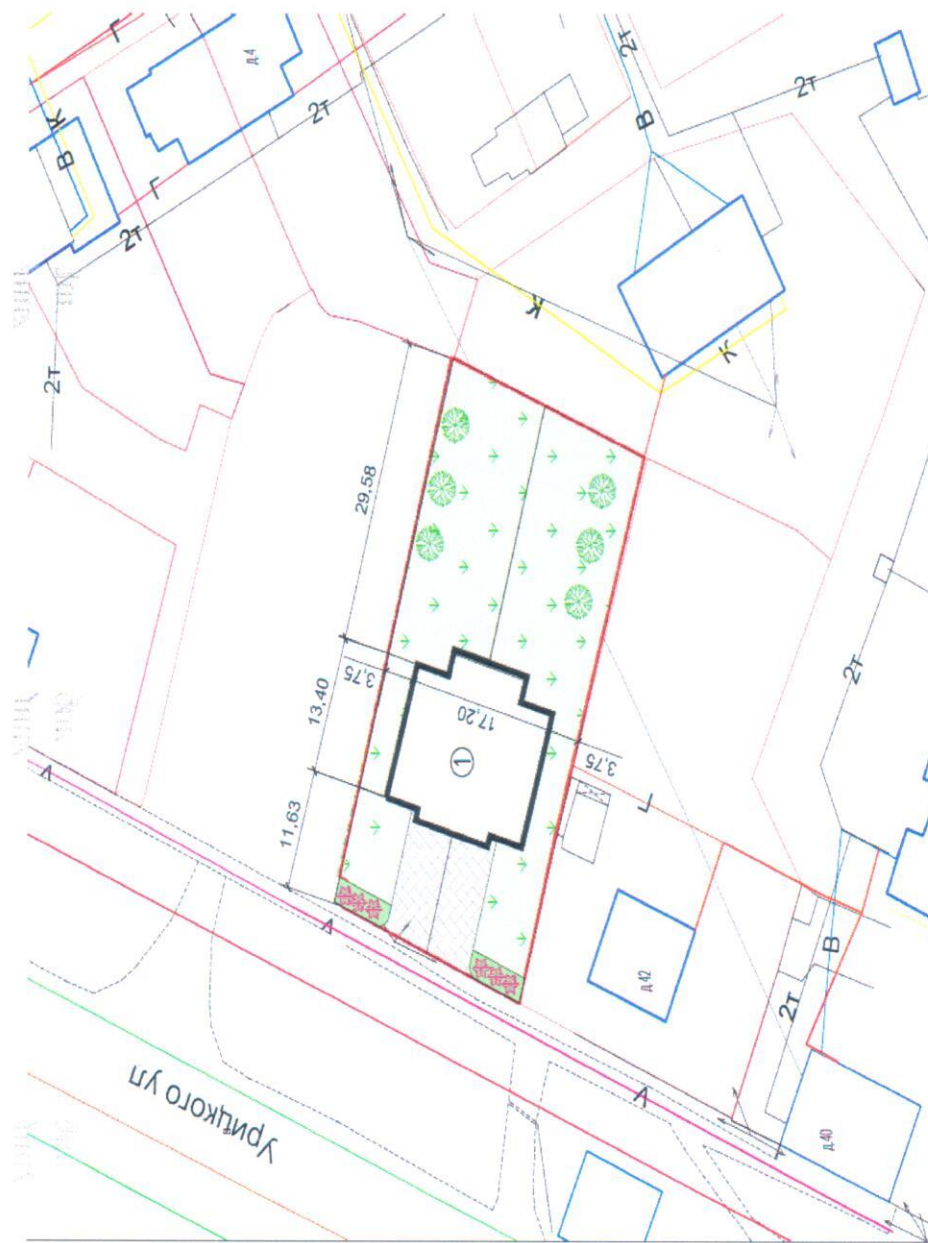 Г
К
В
д.4
2т
2т
В
2т
Г
2т
В
2т
К
К
29,58
3,75
13,40
17,20
1
11,63
3,75
2т
V
V
V
Г
д.42
В
2т
д.40
Урицкого ул